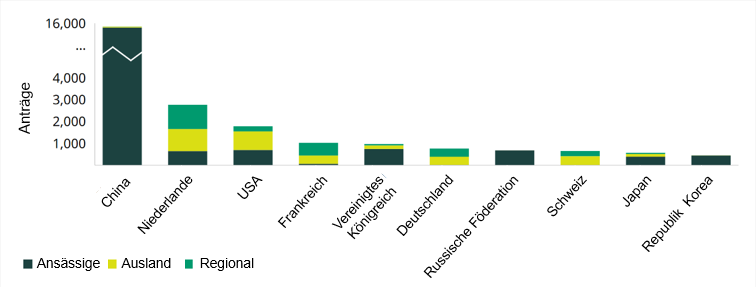 16,000
...
4,000
3,000
2,000
1,000
Anträge
China
Niederlande
USA
Frankreich
Vereinigtes
Königreich
Deutschland
Russische Föderation
Schweiz
Japan
Republik Korea
Ansässige Ausland Regional